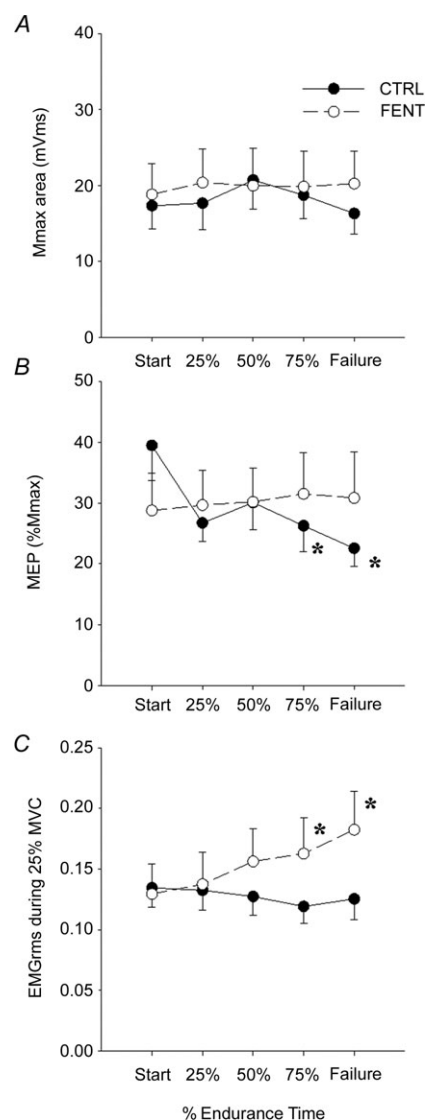 A
40
CTRL
FENT
30
20
10
0
Mmax area (mVms)
Start 25% 50% 75% Failure
B
50
40
30
20
10
0
MEP (%Mmax)
*
*
Start 25% 50% 75% Failure
C
0.25
0.20
0.15
0.10
0.05
0.00
EMGrms during 25% MVC
*
*
Start 25% 50% 75% Failure
% Endurance Time